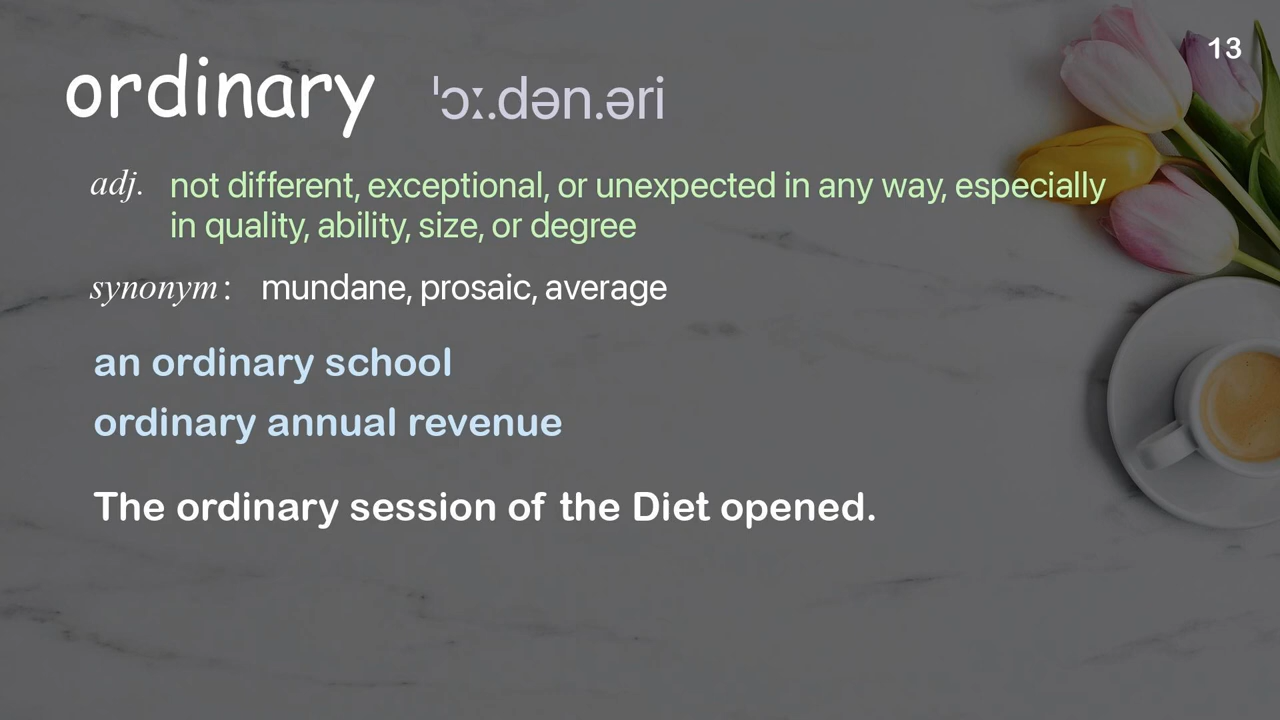 13
ordinary ˈɔː.dən.əri
adj. not different, exceptional, or unexpected in any way, especially
in quality, ability, size, or degree
synonym : mundane, prosaic, average
an ordinary school
ordinary annual revenue
The ordinary session of the Diet opened.